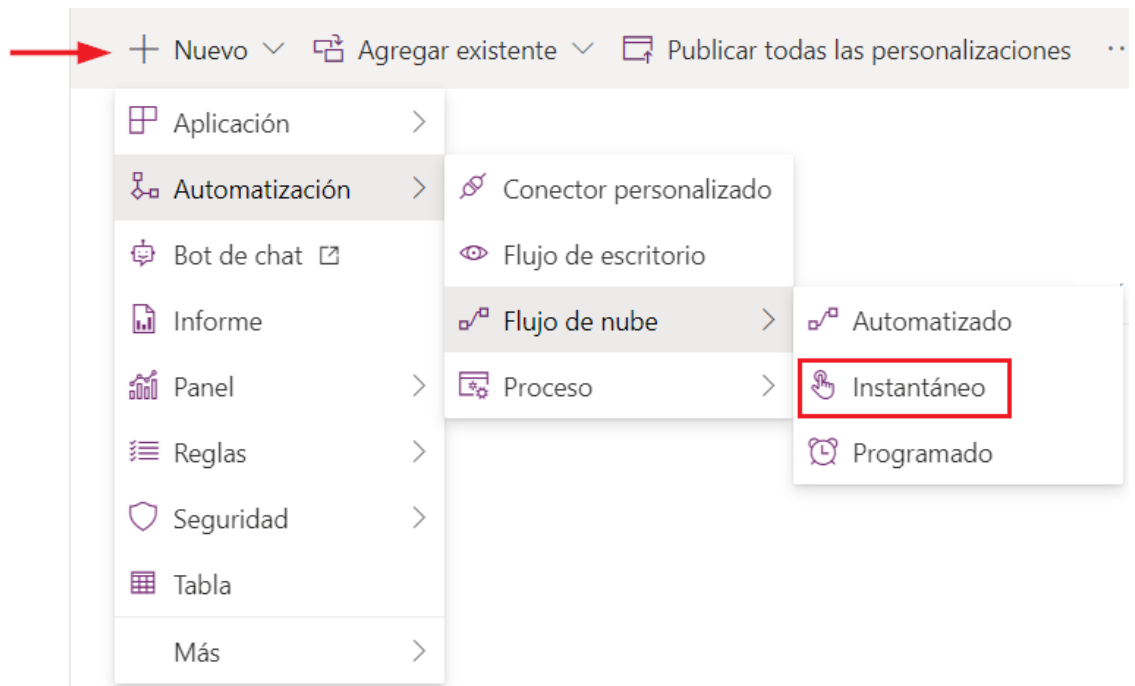 Nuevo Agregar existente Publicar todas las personalizaciones ··
Aplicación
Automatización
Bot de chat
Informe
Panel
Reglas
Seguridad
Tabla
Más
Conector personalizado
Flujo de escritorio
Flujo de nube
Proceso
Automatizado
Instantáneo
Programado